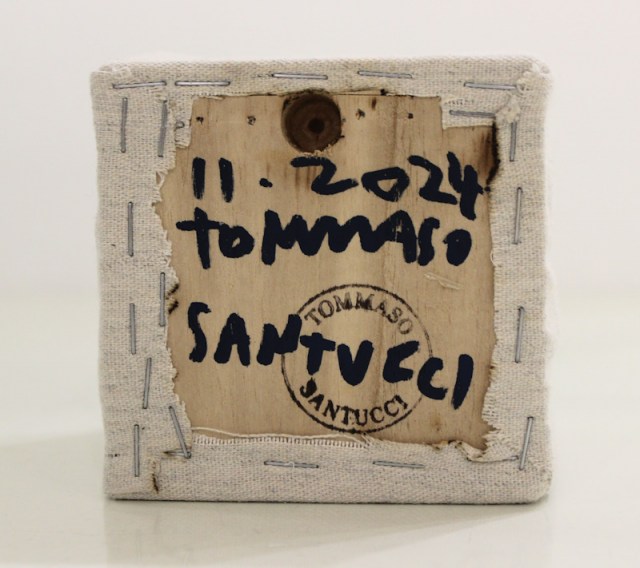 11.2024
tommaso
SANTUCCI
TOMMASO
SANTUCCI